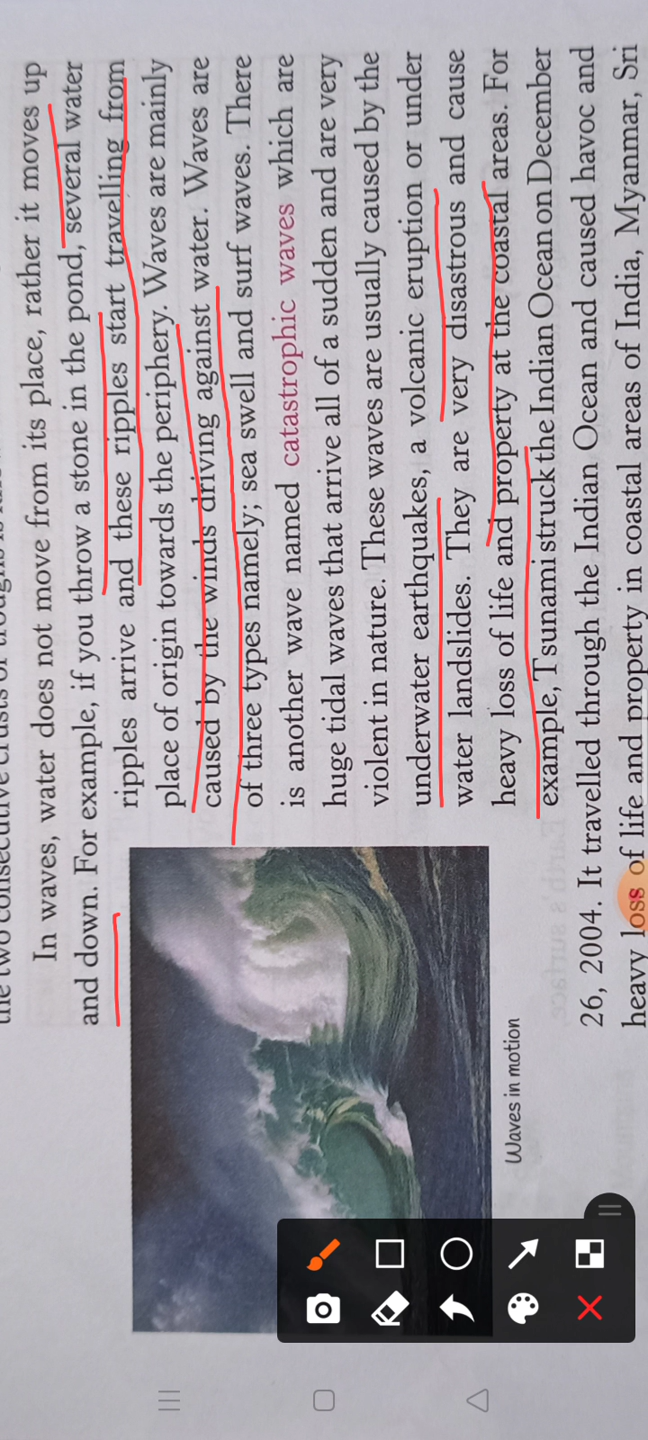 the two consecutive crests or troughs is
In waves, water does not move from its place, rather it moves up
and down. For example, if you throw a stone in the pond, several water
ripples arrive and these ripples start travelling from
place of origin towards the periphery. Waves are mainly
caused by the winds driving against water. Waves are
of three types namely; sea swell and surf waves. There
is another wave named catastrophic waves which are
huge tidal waves that arrive all of a sudden and are very
violent in nature. These waves are usually caused by the
underwater earthquakes, a volcanic eruption or under
water landslides. They are very disastrous and cause
heavy loss of life and property at the coastal areas. For
example, Tsunami struck the Indian Ocean on December
26, 2004. It travelled through the Indian Ocean and caused havoc and
heavy loss of life and property in coastal areas of India, Myanmar, Sri
Waves in motion